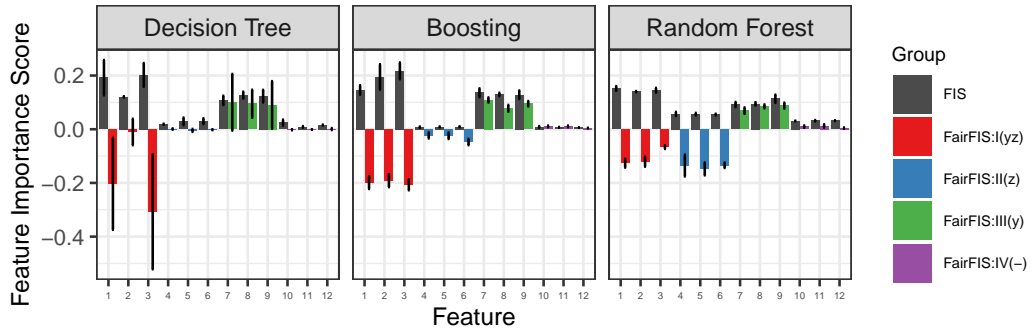 Decision Tree
Boosting
Random Forest
Feature Importance Score
0.2
0.0
−0.2
−0.4
1 2 3 4 5 6 7 8 9 10 11 12
1 2 3 4 5 6 7 8 9 10 11 12
1 2 3 4 5 6 7 8 9 10 11 12
Feature
Group
FIS
FairFIS:I(yz)
FairFIS:II(z)
FairFIS:III(y)
FairFIS:IV(−)